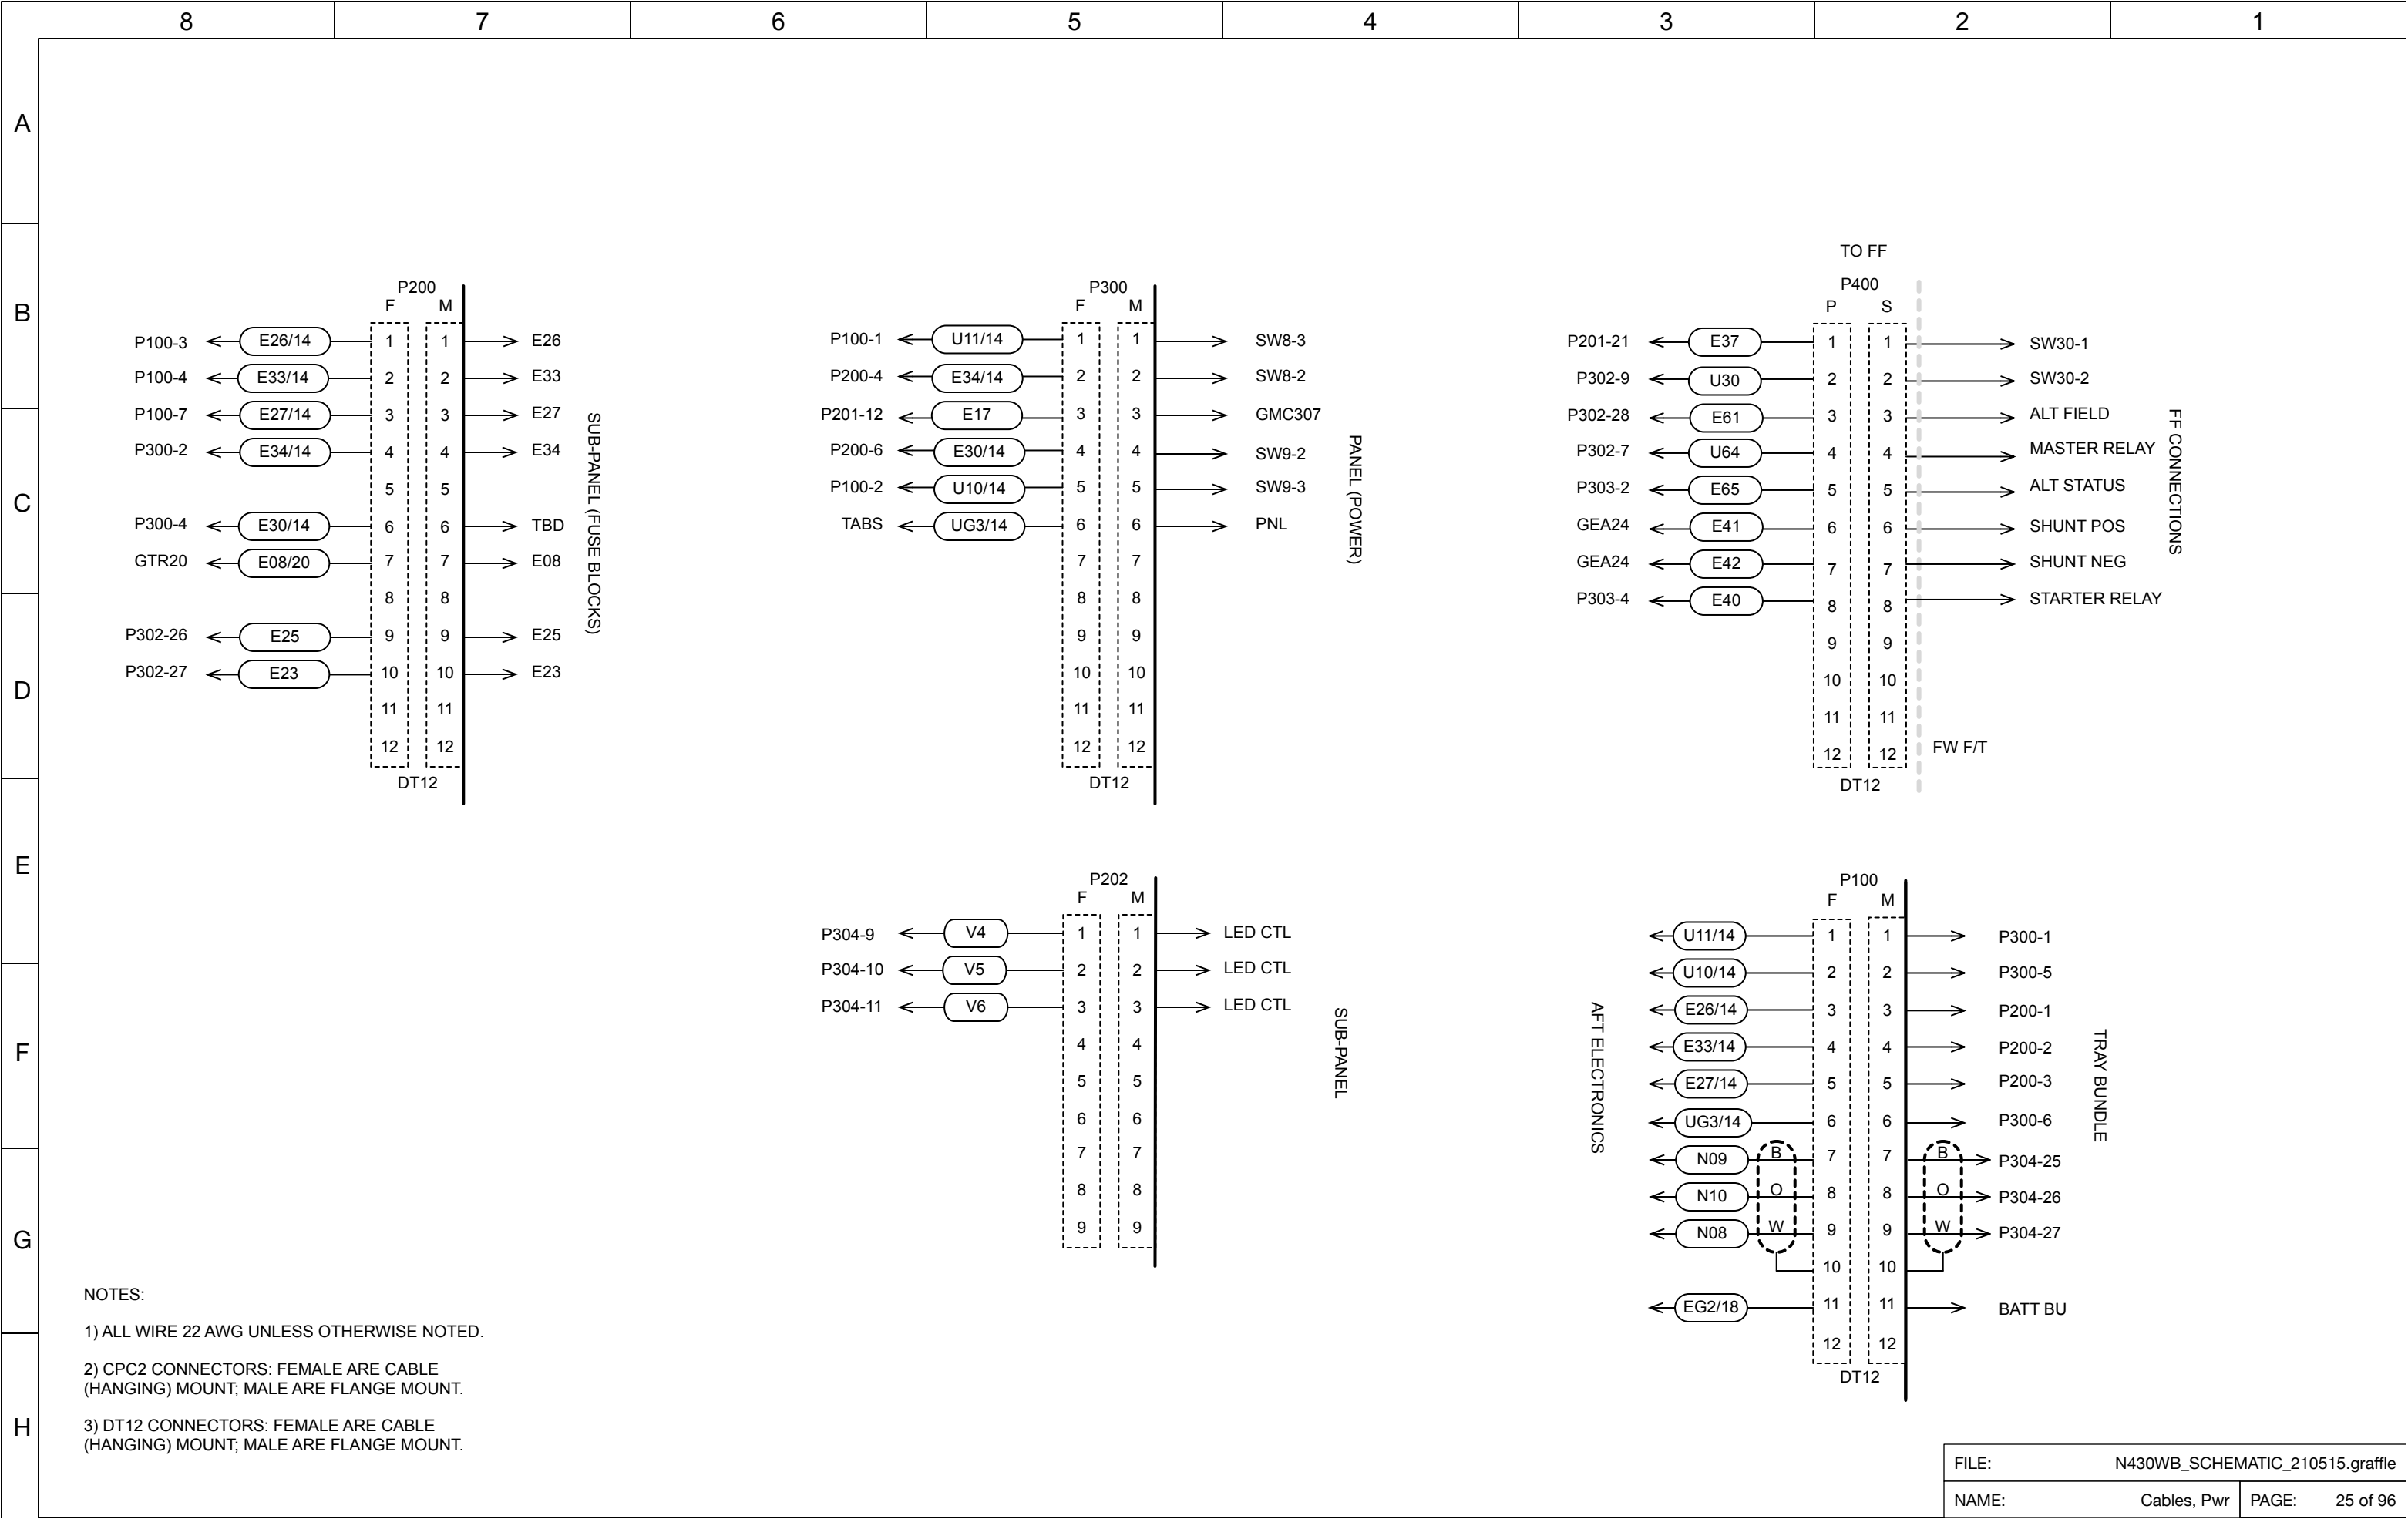 8 7 6 5 4 3 2 1
A
B
C
D
E
F
G
H
P200
F M
P100-3 E26/14 1 1 E26
P100-4 E33/14 2 2 E33
P100-7 E27/14 3 3 E27
P300-2 E34/14 4 4 E34
5 5
P300-4 E30/14 6 6 TBD
GTR20 E08/20 7 7 E08
8 8
P302-26 E25 9 9 E25
P302-27 E23 10 10 E23
11 11
12 12
DT12
SUB-PANEL (FUSE BLOCKS)
P300
F M
P100-1 U11/14 1 1 SW8-3
P200-4 E34/14 2 2 SW8-2
P201-12 E17 3 3 GMC307
P200-6 E30/14 4 4 SW9-2
P100-2 U10/14 5 5 SW9-3
TABS UG3/14 6 6 PNL
7 7
8 8
9 9
10 10
11 11
12 12
DT12
PANEL (POWER)
TO FF
P400
P S
P201-21 E37 1 1 SW30-1
P302-9 U30 2 2 SW30-2
P302-28 E61 3 3 ALT FIELD
P302-7 U64 4 4 MASTER RELAY
P303-2 E65 5 5 ALT STATUS
GEA24 E41 6 6 SHUNT POS
GEA24 E42 7 7 SHUNT NEG
P303-4 E40 8 8 STARTER RELAY
9 9
10 10
11 11
12 12 FW F/T
DT12
FF CONNECTIONS
P202
F M
P304-9 V4 1 1 LED CTL
P304-10 V5 2 2 LED CTL
P304-11 V6 3 3 LED CTL
4 4
5 5
6 6
7 7
8 8
9 9
SUB-PANEL
P100
F M
U11/14 1 1 P300-1
U10/14 2 2 P300-5
E26/14 3 3 P200-1
E33/14 4 4 P200-2
E27/14 5 5 P200-3
UG3/14 6 6 P300-6
N09 B 7 7 B P304-25
N10 O 8 8 O P304-26
N08 W 9 9 W P304-27
10 10
EG2/18 11 11 BATT BU
12 12
DT12
AFT ELECTRONICS
TRAY BUNDLE
NOTES:
1) ALL WIRE 22 AWG UNLESS OTHERWISE NOTED.
2) CPC2 CONNECTORS: FEMALE ARE CABLE
(HANGING) MOUNT; MALE ARE FLANGE MOUNT.
3) DT12 CONNECTORS: FEMALE ARE CABLE
(HANGING) MOUNT; MALE ARE FLANGE MOUNT.
FILE: N430WB_SCHEMATIC_210515.graffle
NAME: Cables, Pwr PAGE: 25 of 96